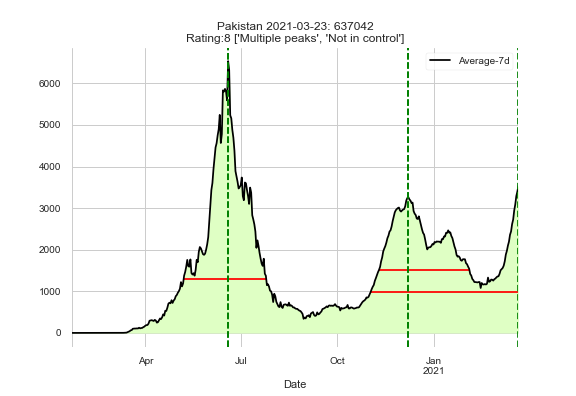 Pakistan 2021-03-23: 637042
Rating:8 ['Multiple peaks', 'Not in control']
Average-7d
6000
5000
4000
3000
2000
1000
0
Apr
Jul
Oct
Jan
2021
Date